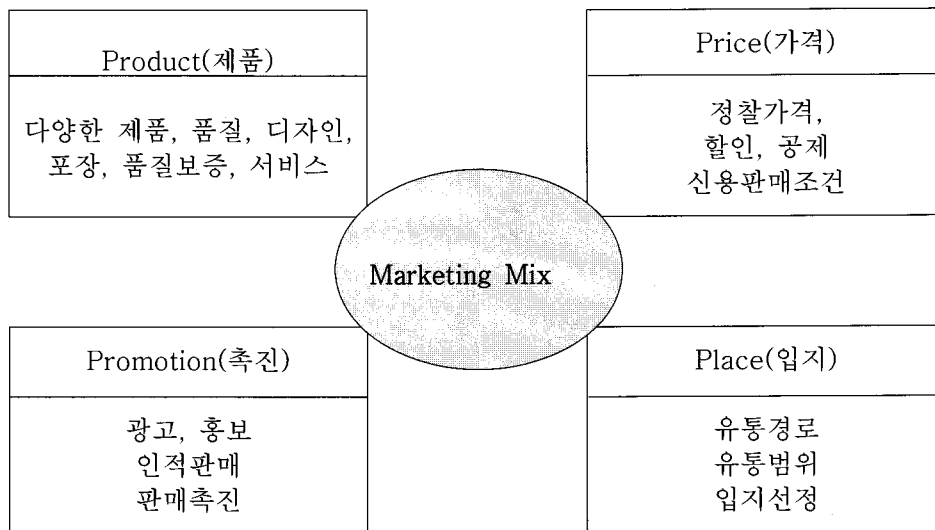 Product(제품)
다양한 제품, 품질, 디자인,
포장, 품질보증, 서비스
Price(가격)
정찰가격,
할인, 공제
신용판매조건
Marketing Mix
Promotion(촉진)
광고, 홍보
인적판매
판매촉진
Place(입지)
유통경로
유통범위
입지선정